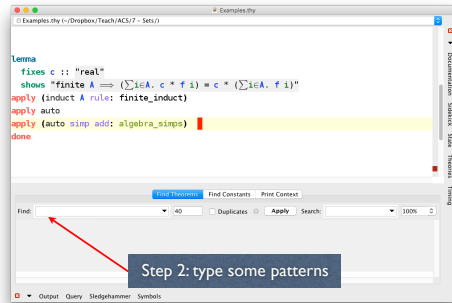 Examples.thy
Examples.thy (~/Dropbox/Teach/ACS/7 – Sets/)
lemma
fixes c :: "real"
shows "finite A ⟹ (∑i∈A. c * f i) = c * (∑i∈A. f i)"
apply (induct A rule: finite_induct)
apply auto
apply (auto simp add: algebra_simps)
done
Documentation Sidekick State Theories Timing
Find Theorems Find Constants Print Context
Find: 40 Duplicates Apply Search: 100%
Step 2: type some patterns
Output Query Sledgehammer Symbols